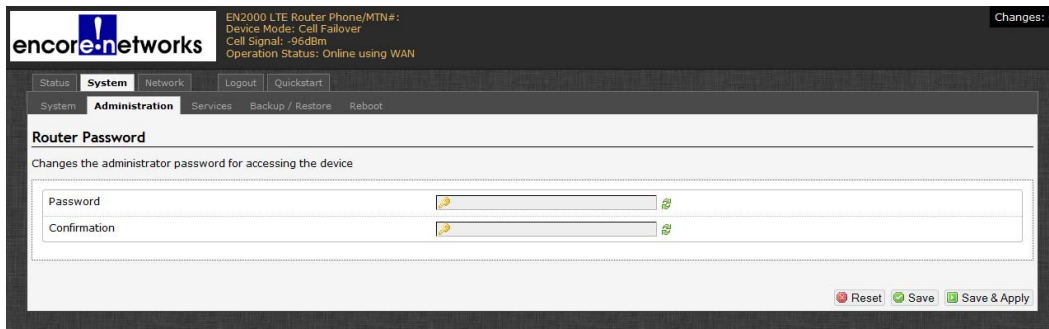 encore!networks
EN2000 LTE Router Phone/MTN#:
Device Mode: Cell Failover
Cell Signal: -96dBm
Operation Status: Online using WAN
Changes:
Status System Network Logout Quickstart
System Administration Services Backup / Restore Reboot
Router Password
Changes the administrator password for accessing the device
Password
Confirmation
Reset Save Save & Apply